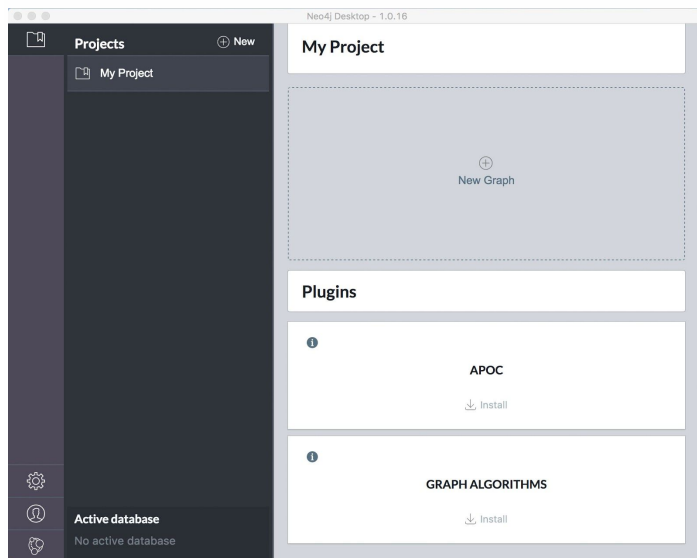 Neo4j Desktop - 1.0.16
Projects
New
My Project
Active database
No active database
My Project
New Graph
Plugins
APOC
Install
GRAPH ALGORITHMS
Install